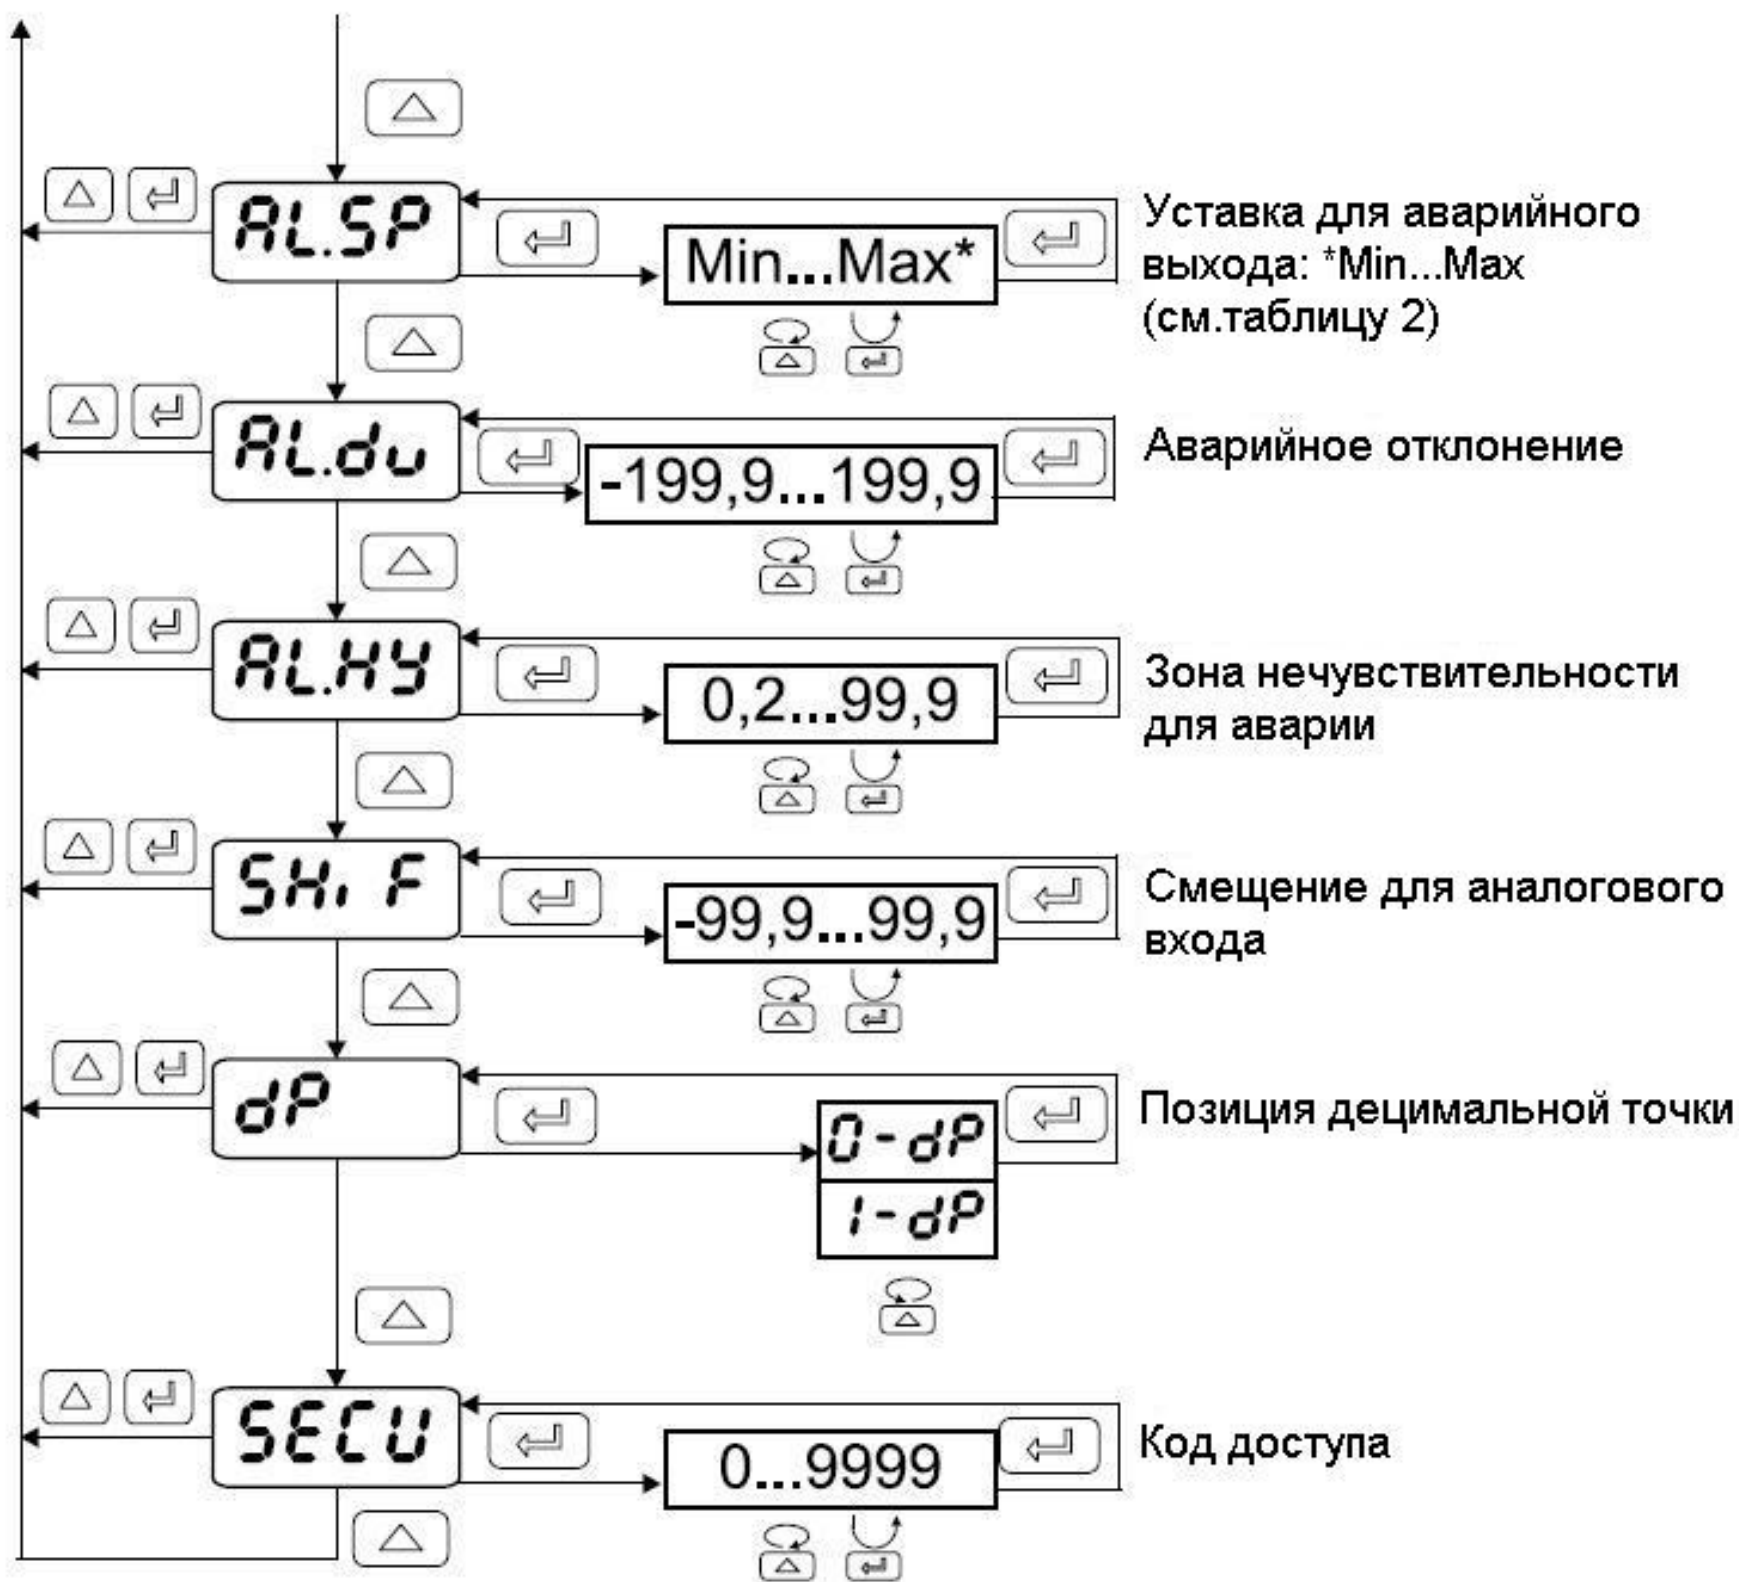 AL.SP
Min...Max*
Уставка для аварийного
выхода: *Min...Max
(см.таблицу 2)
AL.du
-199,9...199,9
Аварийное отклонение
AL.HY
0,2...99,9
Зона нечувствительности
для аварии
SHi F
-99,9...99,9
Смещение для аналогового
входа
dP
0-dP
1-dP
Позиция децимальной точки
SECU
0...9999
Код доступа